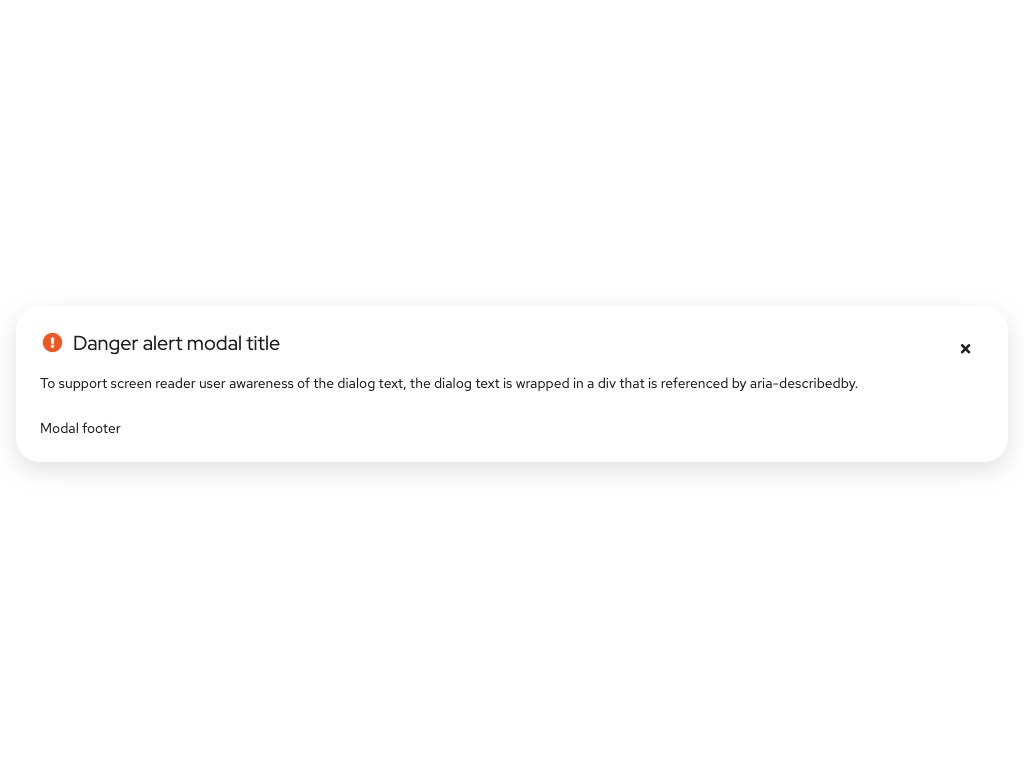 Danger alert modal title
To support screen reader user awareness of the dialog text, the dialog text is wrapped in a div that is referenced by aria-describedby.
Modal footer